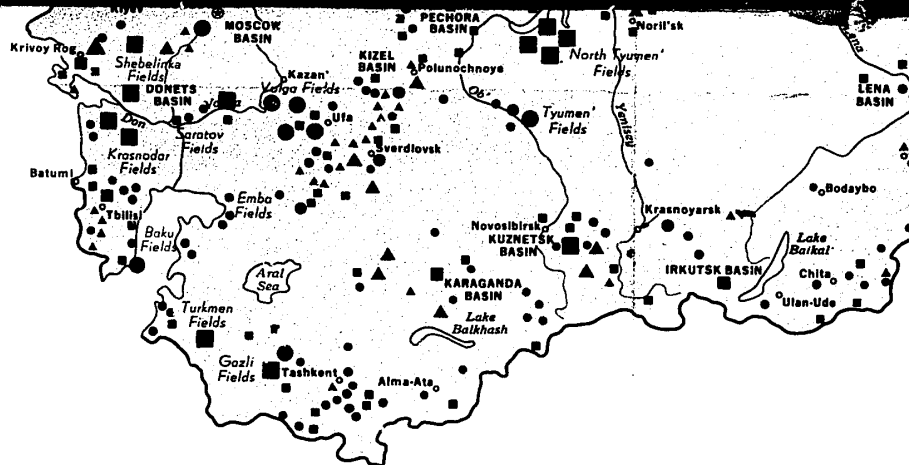 MOSCOW
BASIN
PECHORA
BASIN
Noril'sk
Krivoy Rog
Shebelinka
Fields
KIZEL
BASIN
Polunochnoye
North Tyumen'
Fields
DONETS
BASIN
Kazan'
Volga Fields
Volga
Ob'
Yenisey
LENA
BASIN
Don
Saratov
Fields
Ufa
Tyumen'
Fields
Krasnodar
Fields
Sverdlovsk
Batumi
Bodaybo
Emba
Fields
Tbilisi
Novosibirsk
KUZNETSK
BASIN
Krasnoyarsk
Baku
Fields
Lake
Baikal
Aral
Sea
KARAGANDA
BASIN
IRKUTSK BASIN
Chita
Ulan-Ude
Turkmen
Fields
Lake
Balkhash
Gazli
Fields
Tashkent
Alma-Ata